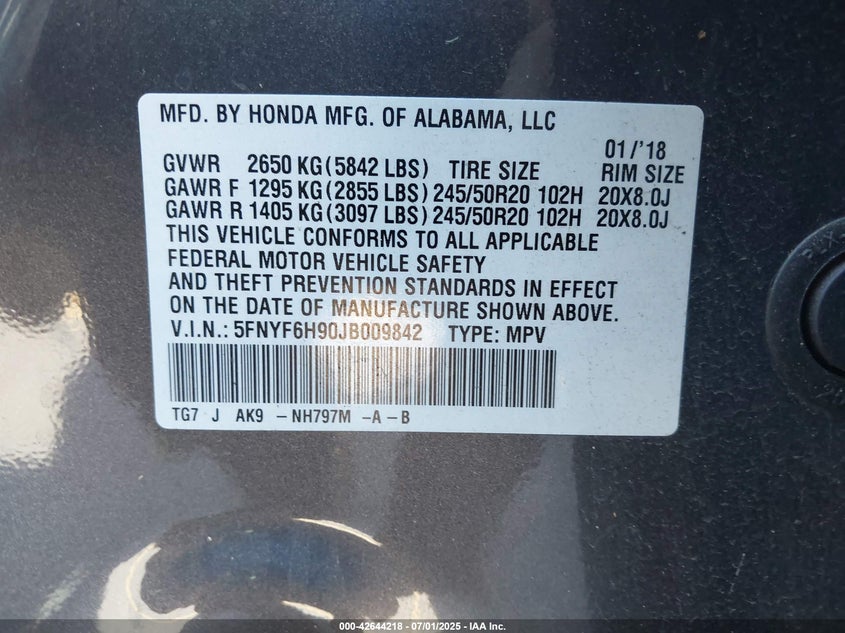 MFD. BY HONDA MFG. OF ALABAMA, LLC
01/'18
GVWR 2650 KG(5842 LBS) TIRE SIZE RIM SIZE
GAWR F 1295 KG(2855 LBS) 245/50R20 102H 20X8.0J
GAWR R 1405 KG(3097 LBS) 245/50R20 102H 20X8.0J
THIS VEHICLE CONFORMS TO ALL APPLICABLE
FEDERAL MOTOR VEHICLE SAFETY
AND THEFT PREVENTION STANDARDS IN EFFECT
ON THE DATE OF MANUFACTURE SHOWN ABOVE.
V.I.N.: 5FNYF6H90JB009842 TYPE: MPV
TG7 J AK9 -NH797M -A-B
000-42644218 - 07/01/2025 - IAA Inc.